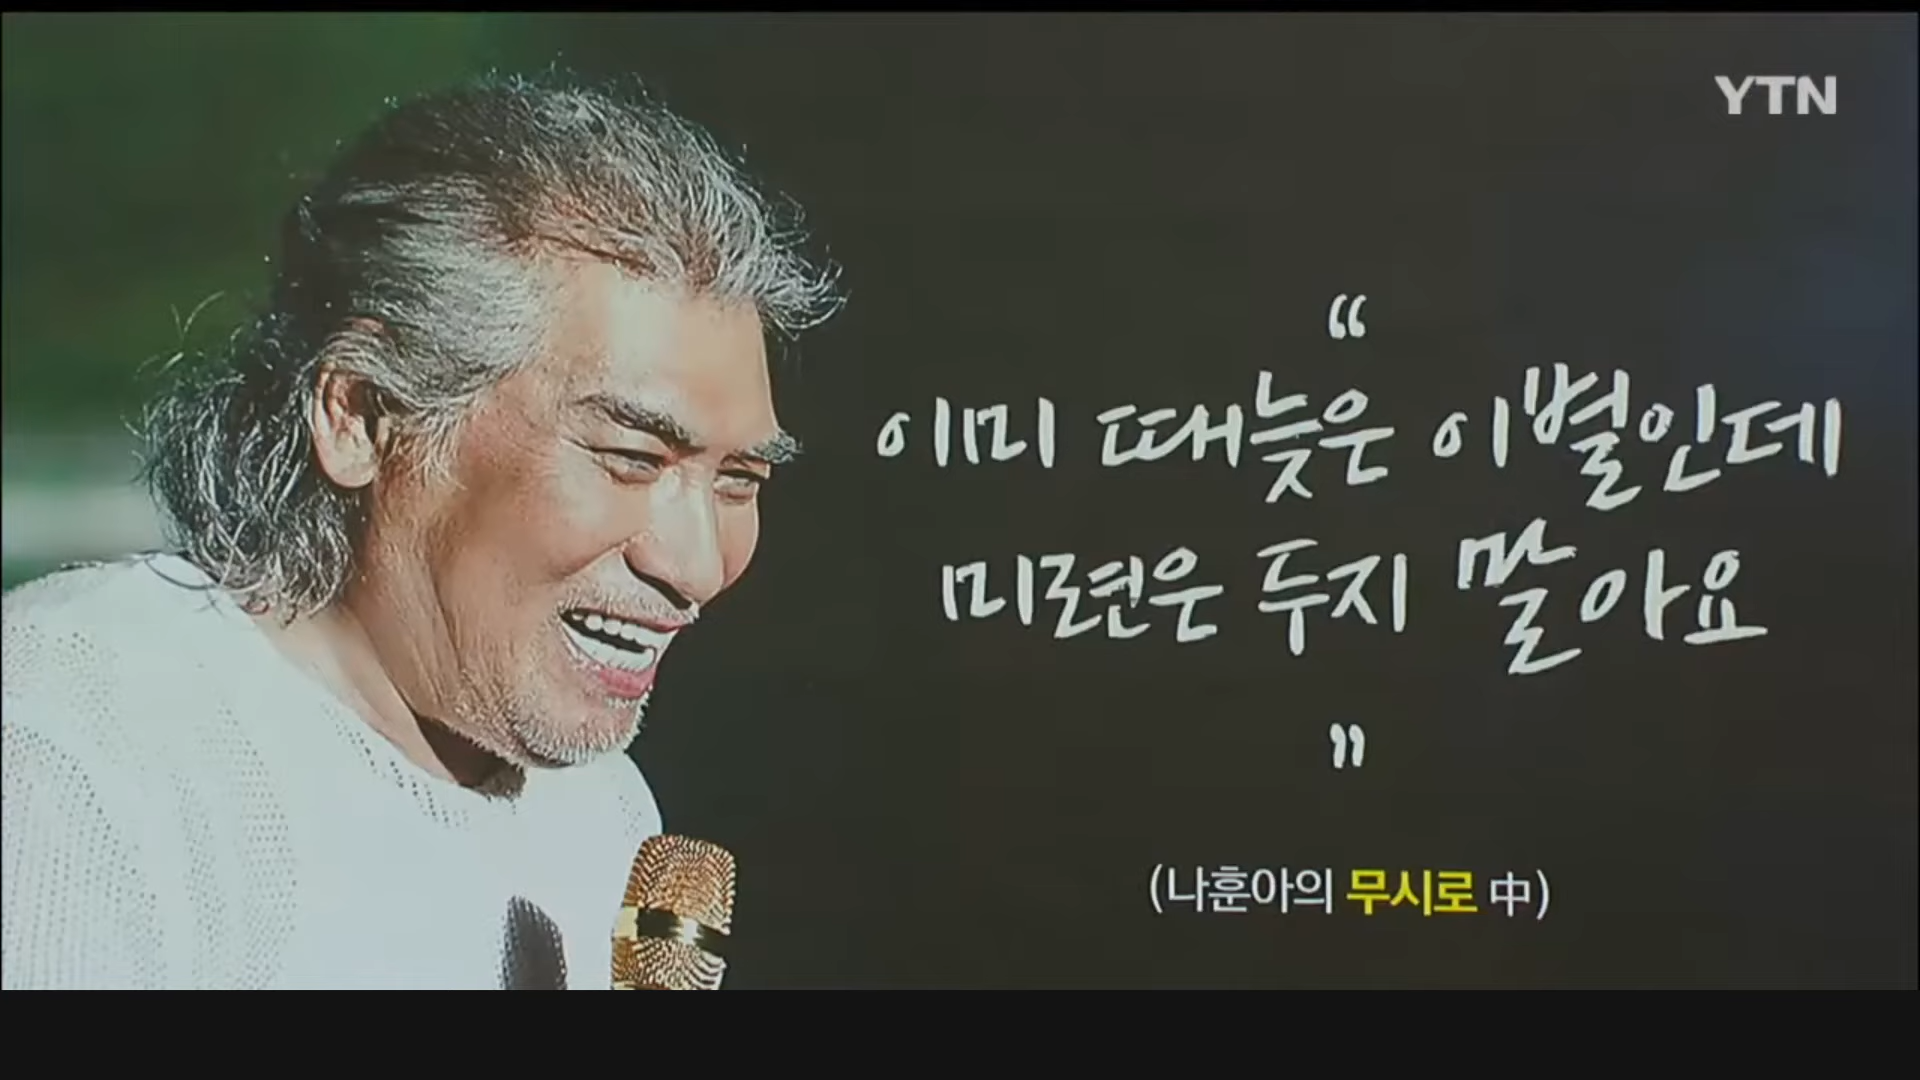 YTN
“
이미 때늦은 이별인데
미련은 두지 말아요
”
(나훈아의 무시로 中)